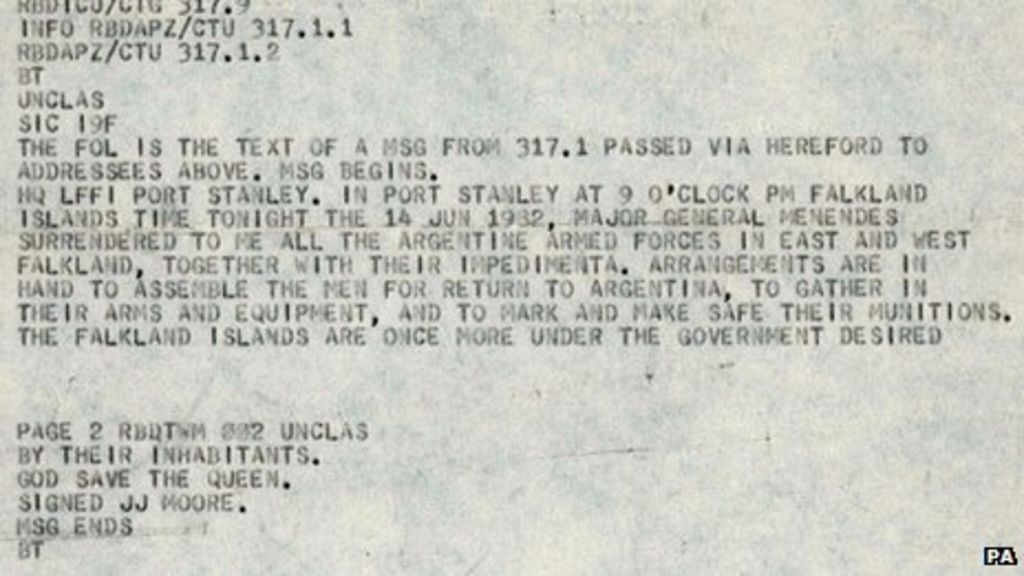 RBDTCU/CTG 317.9
INFO RBDAPZ/CTU 317.1.1
RBDAPZ/CTU 317.1.2
BT
UNCLAS
SIC 19F
THE FOL IS THE TEXT OF A MSG FROM 317.1 PASSED VIA HEREFORD TO
ADDRESSEES ABOVE. MSG BEGINS.
HQ LFFI PORT STANLEY. IN PORT STANLEY AT 9 O'CLOCK PM FALKLAND
ISLANDS TIME TONIGHT THE 14 JUN 1982, MAJOR GENERAL MENENDES
SURRENDERED TO ME ALL THE ARGENTINE ARMED FORCES IN EAST AND WEST
FALKLAND, TOGETHER WITH THEIR IMPEDIMENTA. ARRANGEMENTS ARE IN
HAND TO ASSEMBLE THE MEN FOR RETURN TO ARGENTINA, TO GATHER IN
THEIR ARMS AND EQUIPMENT, AND TO MARK AND MAKE SAFE THEIR MUNITIONS.
THE FALKLAND ISLANDS ARE ONCE MORE UNDER THE GOVERNMENT DESIRED
PAGE 2 RBDTWM 002 UNCLAS
BY THEIR INHABITANTS.
GOD SAVE THE QUEEN.
SIGNED JJ MOORE.
MSG ENDS
BT
PA